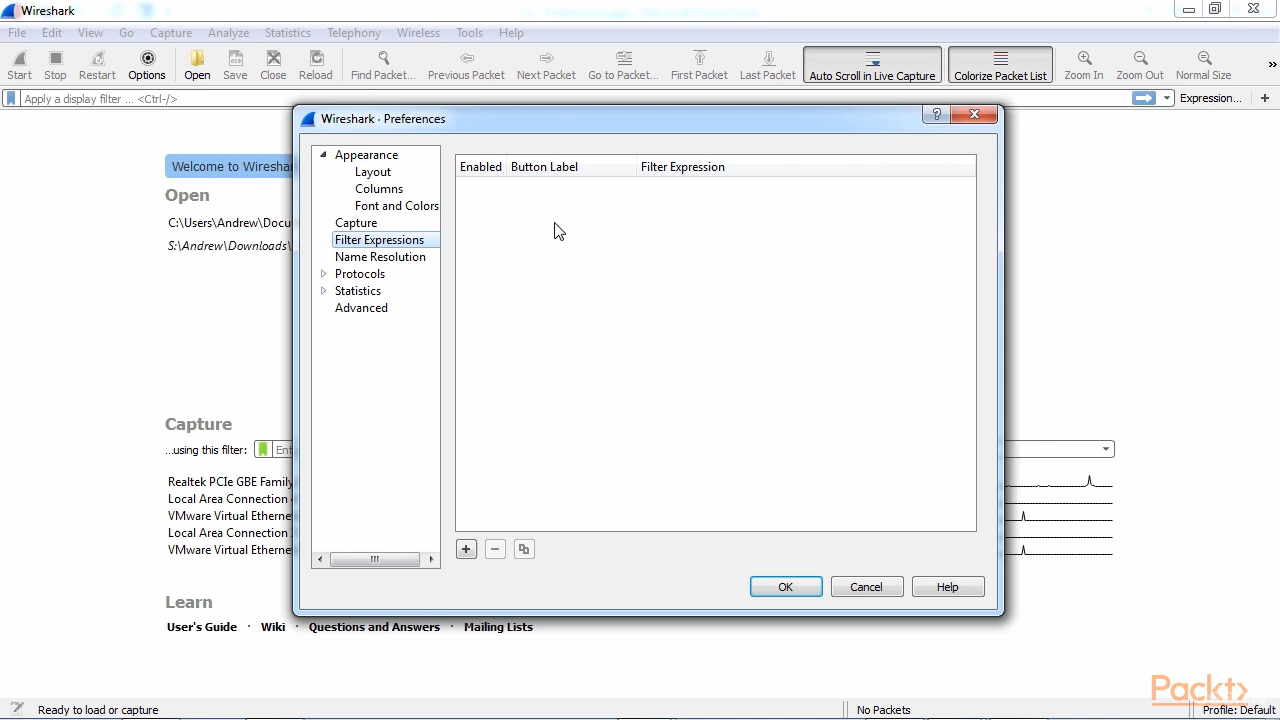 Wireshark
File Edit View Go Capture Analyze Statistics Telephony Wireless Tools Help
Start Stop Restart Options Open Save Close Reload Find Packet... Previous Packet Next Packet Go to Packet... First Packet Last Packet Auto Scroll in Live Capture Colorize Packet List Zoom In Zoom Out Normal Size »
Apply a display filter ... <Ctrl-/> Expression... +
Wireshark · Preferences
Welcome to Wireshar
Open
C:\Users\Andrew\Docu
S:\Andrew\Downloads\
Appearance
Layout
Columns
Font and Colors
Capture
Filter Expressions
Name Resolution
Protocols
Statistics
Advanced
Enabled Button Label Filter Expression
OK Cancel Help
Capture
...using this filter: Ent
Realtek PCIe GBE Family
Local Area Connection
VMware Virtual Etherne
Local Area Connection
VMware Virtual Etherne
Learn
User's Guide · Wiki · Questions and Answers · Mailing Lists
Packt>
Ready to load or capture No Packets Profile: Default